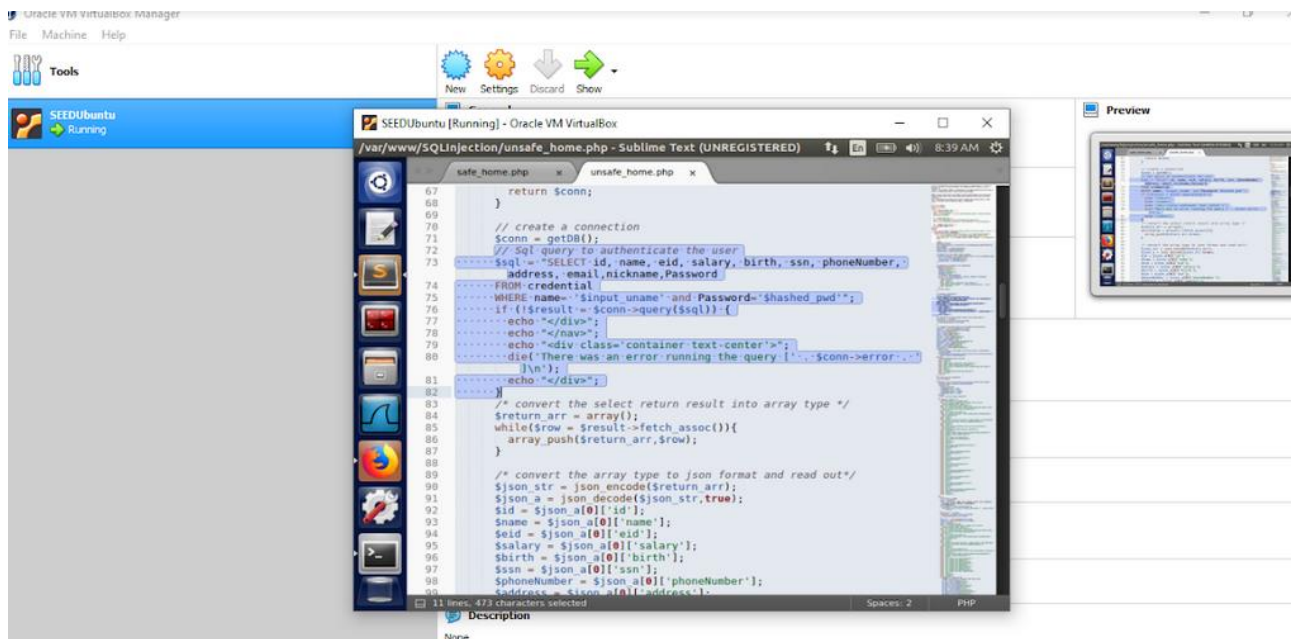 Oracle VM VirtualBox Manager
File Machine Help
Tools
New Settings Discard Show
SEEDUbuntu
Running
Preview
SEEDUbuntu [Running] - Oracle VM VirtualBox
/var/www/SQLInjection/unsafe_home.php - Sublime Text (UNREGISTERED) En 8:39 AM
safe_home.php x unsafe_home.php x
67 return $conn;
68 }
69
70 // create a connection
71 $conn = getDB();
72 // Sql query to authenticate the user
73 $sql = "SELECT id, name, eid, salary, birth, ssn, phoneNumber,
address, email,nickname,Password
74 FROM credential
75 WHERE name= '$input_uname' and Password='$hashed_pwd'";
76 if (!$result = $conn->query($sql)) {
77 echo "</div>";
78 echo "</nav>";
79 echo "<div class='container text-center'>";
80 die('There was an error running the query [' . $conn->error . '
]\n');
81 echo "</div>";
82 }
83 /* convert the select return result into array type */
84 $return_arr = array();
85 while($row = $result->fetch_assoc()){
86 array_push($return_arr,$row);
87 }
88
89 /* convert the array type to json format and read out*/
90 $json_str = json_encode($return_arr);
91 $json_a = json_decode($json_str,true);
92 $id = $json_a[0]['id'];
93 $name = $json_a[0]['name'];
94 $eid = $json_a[0]['eid'];
95 $salary = $json_a[0]['salary'];
96 $birth = $json_a[0]['birth'];
97 $ssn = $json_a[0]['ssn'];
98 $phoneNumber = $json_a[0]['phoneNumber'];
99 $address = $json_a[0]['address'];
11 lines, 473 characters selected Spaces: 2 PHP
Description
None